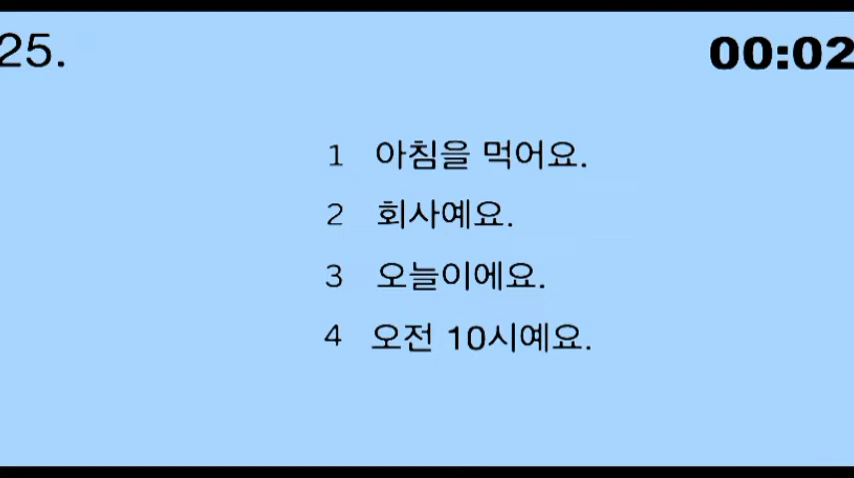 25.
00:02
1 아침을 먹어요.
2 회사예요.
3 오늘이에요.
4 오전 10시예요.